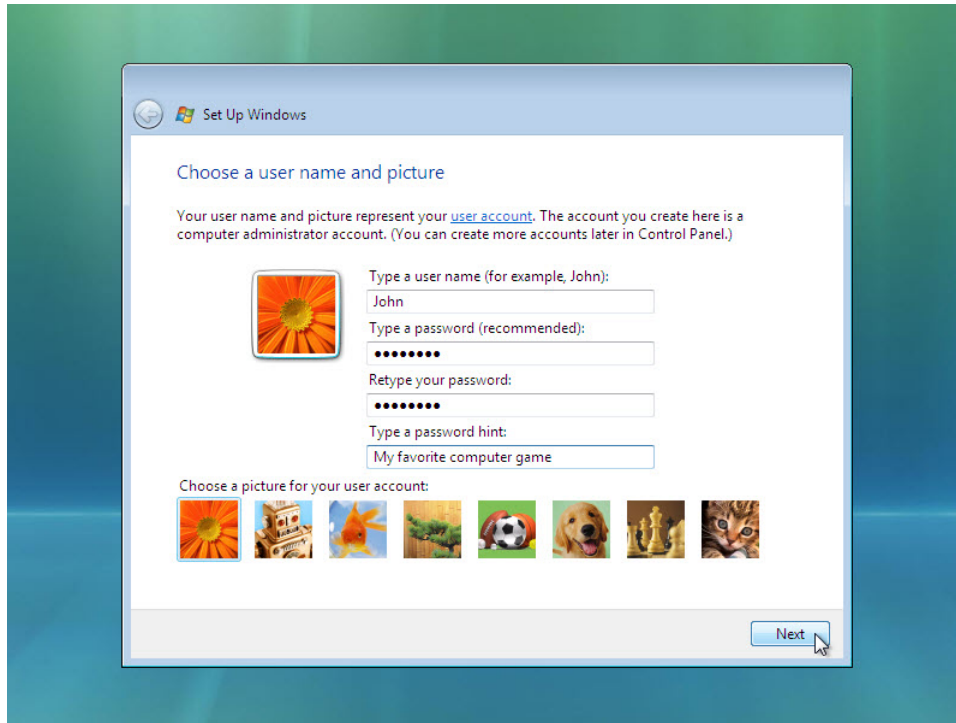 Set Up Windows
Choose a user name and picture
Your user name and picture represent your user account. The account you create here is a
computer administrator account. (You can create more accounts later in Control Panel.)
Type a user name (for example, John):
John
Type a password (recommended):
●●●●●●●●
Retype your password:
●●●●●●●●
Type a password hint:
My favorite computer game
Choose a picture for your user account:
Next